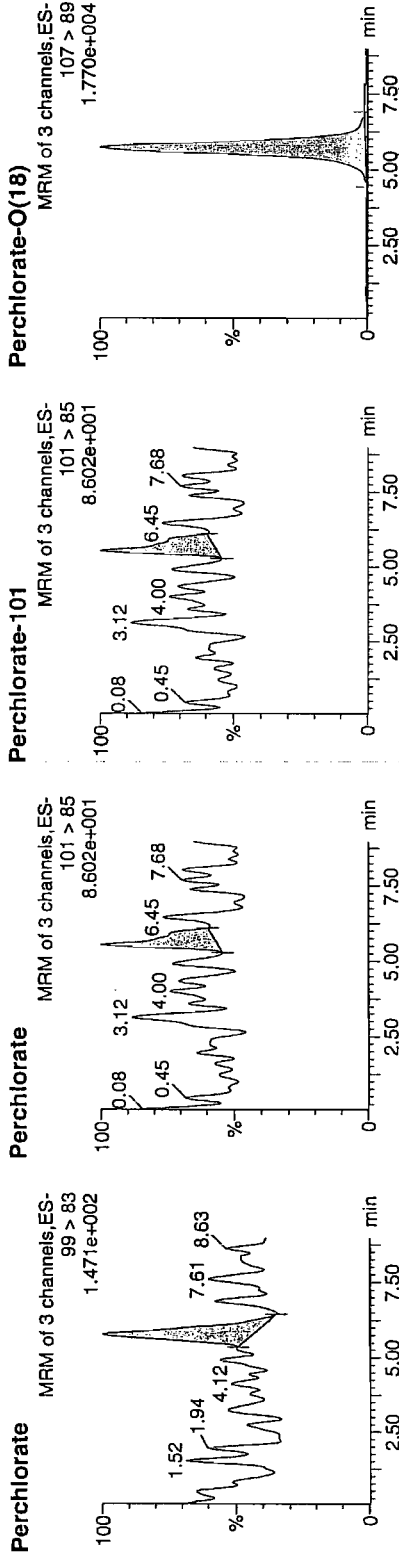 Perchlorate
MRM of 3 channels,ES-
99 > 83
1.471e+002
100
%
0
1.52
1.94
4.12
7.61
8.63
2.50
5.00
7.50
min
Perchlorate
MRM of 3 channels,ES-
101 > 85
8.602e+001
100
%
0
0.08
0.45
3.12
4.00
6.45
7.68
2.50
5.00
7.50
min
Perchlorate-101
MRM of 3 channels,ES-
101 > 85
8.602e+001
100
%
0
0.08
0.45
3.12
4.00
6.45
7.68
2.50
5.00
7.50
min
Perchlorate-O(18)
MRM of 3 channels,ES-
107 > 89
1.770e+004
100
%
0
2.50
5.00
7.50
min